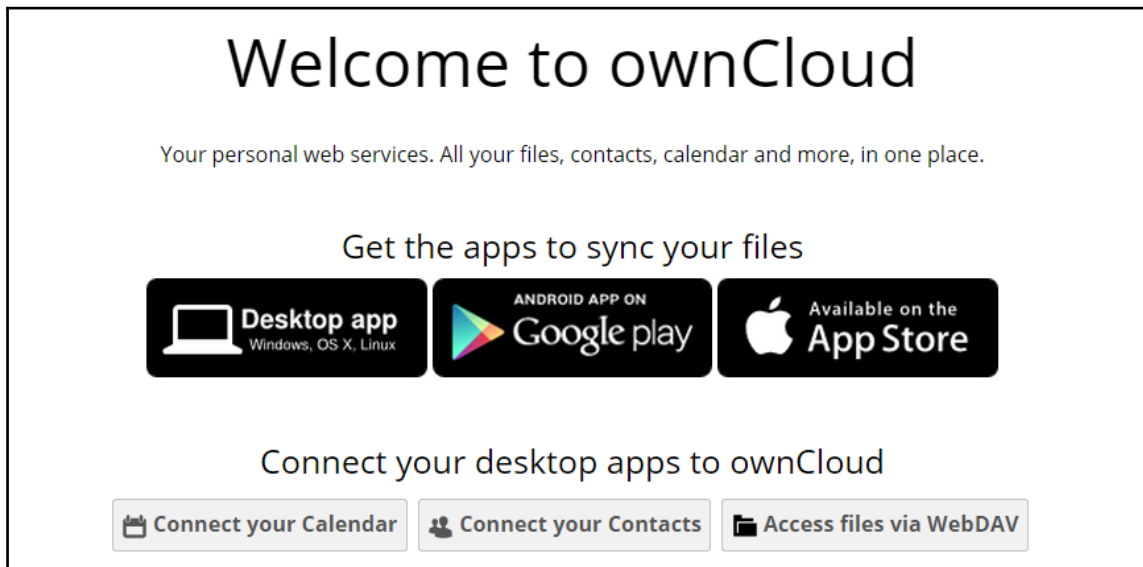 Welcome to ownCloud
Your personal web services. All your files, contacts, calendar and more, in one place.
Get the apps to sync your files
Desktop app
Windows, OS X, Linux
ANDROID APP ON
Google play
Available on the
App Store
Connect your desktop apps to ownCloud
Connect your Calendar
Connect your Contacts
Access files via WebDAV